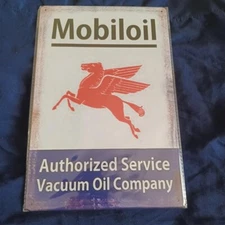 Mobiloil
Authorized Service
Vacuum Oil Company